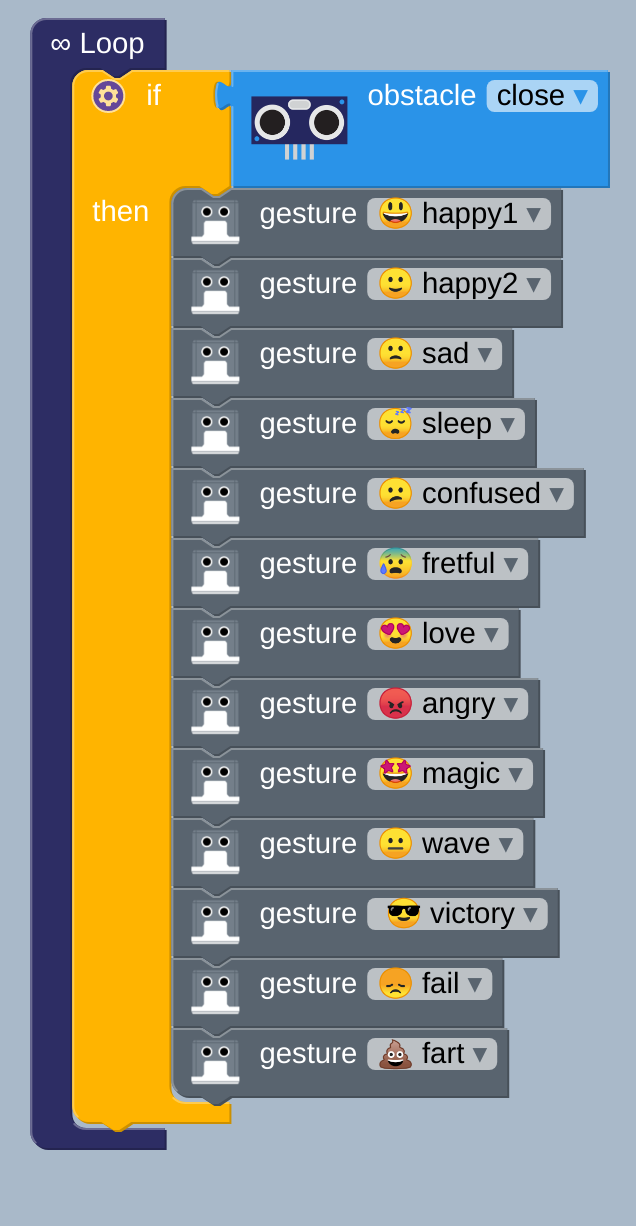 ∞ Loop
if obstacle close ▼
then gesture 😃 happy1 ▼
gesture 🙂 happy2 ▼
gesture 🙁 sad ▼
gesture 😴 sleep ▼
gesture 😕 confused ▼
gesture 😰 fretful ▼
gesture 😍 love ▼
gesture 😡 angry ▼
gesture 🤩 magic ▼
gesture 😐 wave ▼
gesture 😎 victory ▼
gesture 😞 fail ▼
gesture 💩 fart ▼